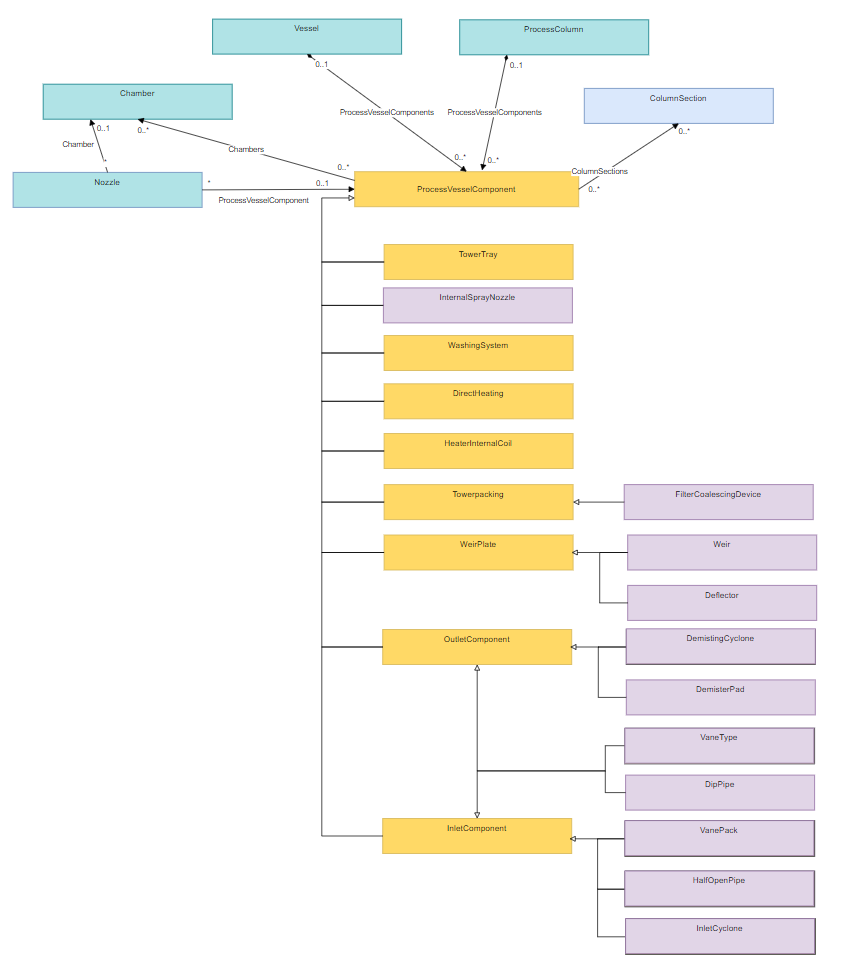 Vessel
ProcessColumn
0..1
0..1
Chamber
ColumnSection
ProcessVesselComponents
ProcessVesselComponents
0..1
0..*
0..*
Chamber
Chambers
*
0..*
0..*
0..*
ColumnSections
Nozzle
*
0..1
ProcessVesselComponent
0..*
ProcessVesselComponent
TowerTray
InternalSprayNozzle
WashingSystem
DirectHeating
HeaterInternalCoil
Towerpacking
FilterCoalescingDevice
WeirPlate
Weir
Deflector
OutletComponent
DemistingCyclone
DemisterPad
VaneType
DipPipe
InletComponent
VanePack
HalfOpenPipe
InletCyclone